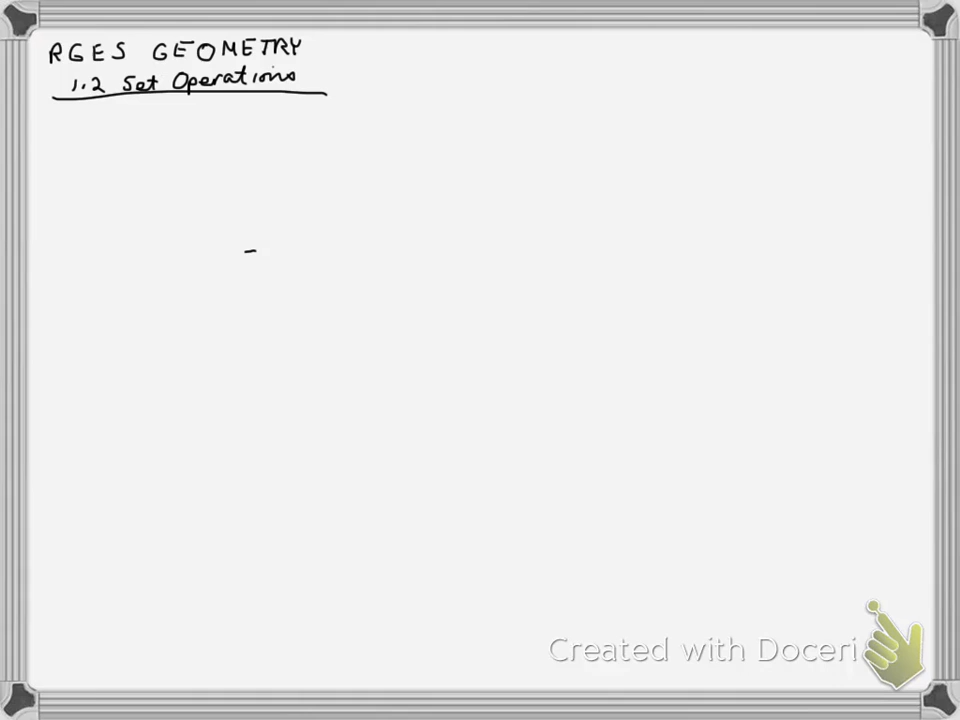 RGES GEOMETRY
1.2 Set Operations
-
Created with Doceri